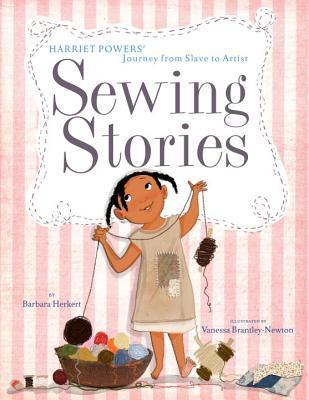 HARRIET POWERS'
Journey from Slave to Artist
Sewing
Stories
BY
Barbara Herkert
ILLUSTRATED BY
Vanessa Brantley-Newton